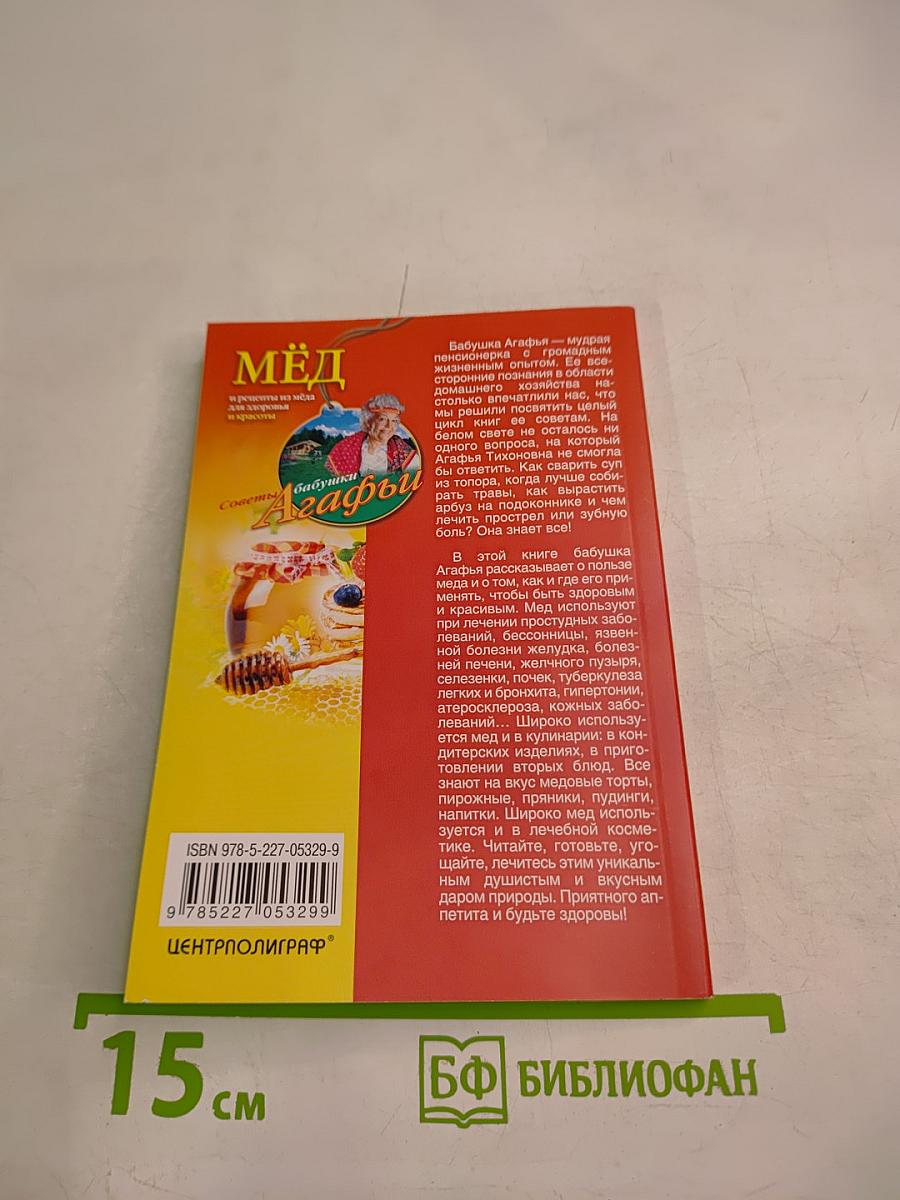 МЁД
и рецепты из мёда
для здоровья
и красоты
Советы бабушки
Агафьи
Бабушка Агафья — мудрая
пенсионерка с громадным
жизненным опытом. Ее все-
сторонние познания в области
домашнего хозяйства на-
столько впечатлили нас, что
мы решили посвятить целый
цикл книг ее советам. На
белом свете не осталось ни
одного вопроса, на который
Агафья Тихоновна не смогла
бы ответить. Как сварить суп
из топора, когда лучше соби-
рать травы, как вырастить
арбуз на подоконнике и чем
лечить прострел или зубную
боль? Она знает все!
В этой книге бабушка
Агафья рассказывает о пользе
меда и о том, как и где его при-
менять, чтобы быть здоровым
и красивым. Мед используют
при лечении простудных забо-
леваний, бессонницы, язвен-
ной болезни желудка, болез-
ней печени, желчного пузыря,
селезенки, почек, туберкулеза
легких и бронхита, гипертонии,
атеросклероза, кожных забо-
леваний... Широко использу-
ется мед и в кулинарии: в кон-
дитерских изделиях, в приго-
товлении вторых блюд. Все
знают на вкус медовые торты,
пирожные, пряники, пудинги,
напитки. Широко мед исполь-
зуется и в лечебной косме-
тике. Читайте, готовьте, уго-
щайте, лечитесь этим уникаль-
ным душистым и вкусным
даром природы. Приятного ап-
петита и будьте здоровы!
ISBN 978-5-227-05329-9
9 785227 053299
ЦЕНТРПОЛИГРАФ®
15 см
БФ БИБЛИОФАН